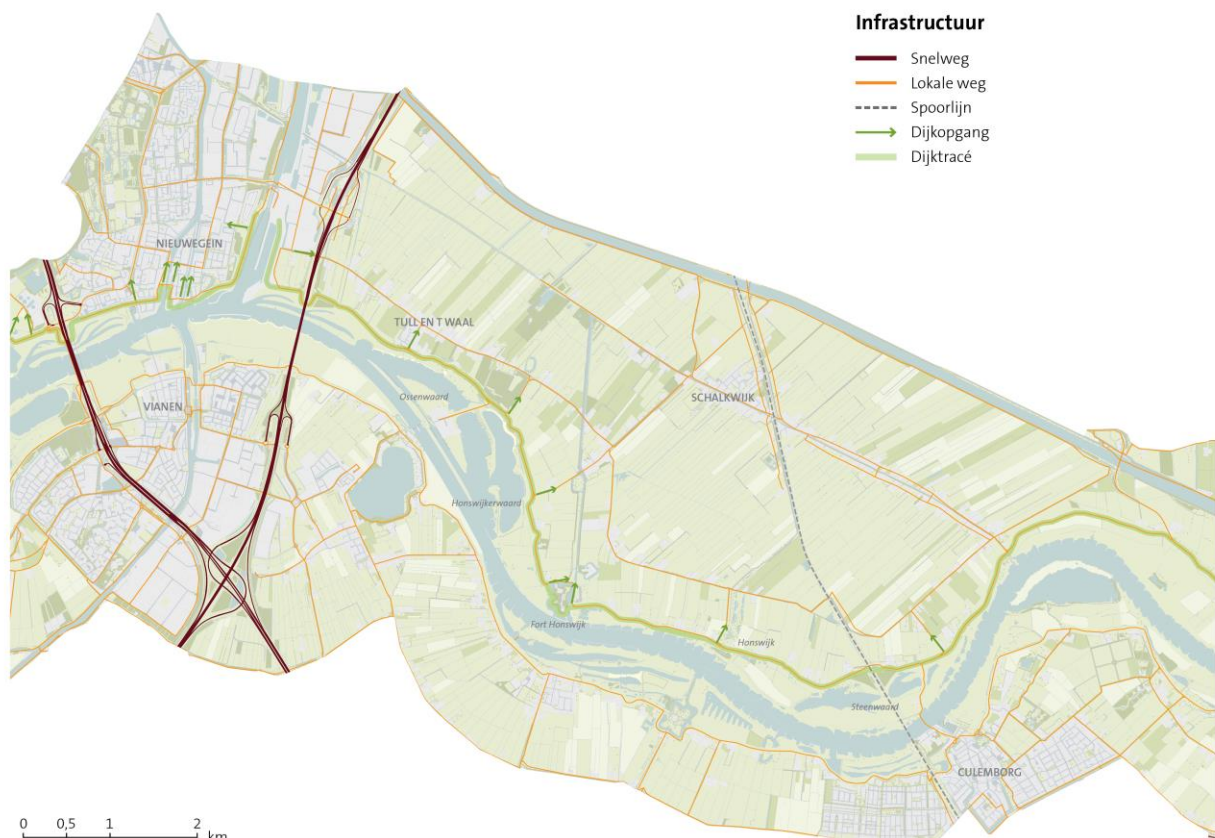 Infrastructuur
Snelweg
Lokale weg
Spoorlijn
Dijkopgang
Dijktracé
NIEUWEGEIN
TULL EN T WAAL
SCHALKWIJK
Ossenwaard
VIANEN
Honswijkerwaard
Fort Honswijk
Honswijk
Steenwaard
CULEMBORG
0 0,5 1 2
km